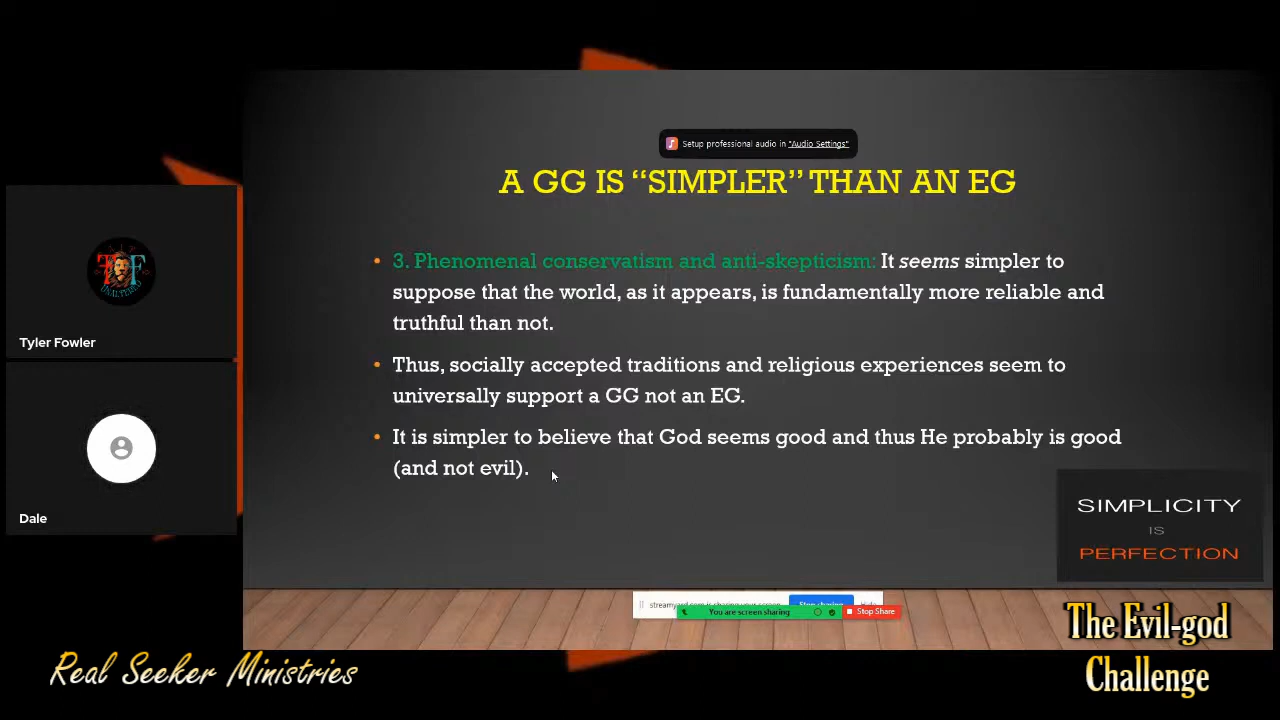 Setup professional audio in "Audio Settings"
A GG IS “SIMPLER” THAN AN EG
• 3. Phenomenal conservatism and anti-skepticism: It seems simpler to
suppose that the world, as it appears, is fundamentally more reliable and
truthful than not.
• Thus, socially accepted traditions and religious experiences seem to
universally support a GG not an EG.
• It is simpler to believe that God seems good and thus He probably is good
(and not evil).
Tyler Fowler
Dale
SIMPLICITY
IS
PERFECTION
You are screen sharing
Stop Share
Real Seeker Ministries
The Evil-god
Challenge